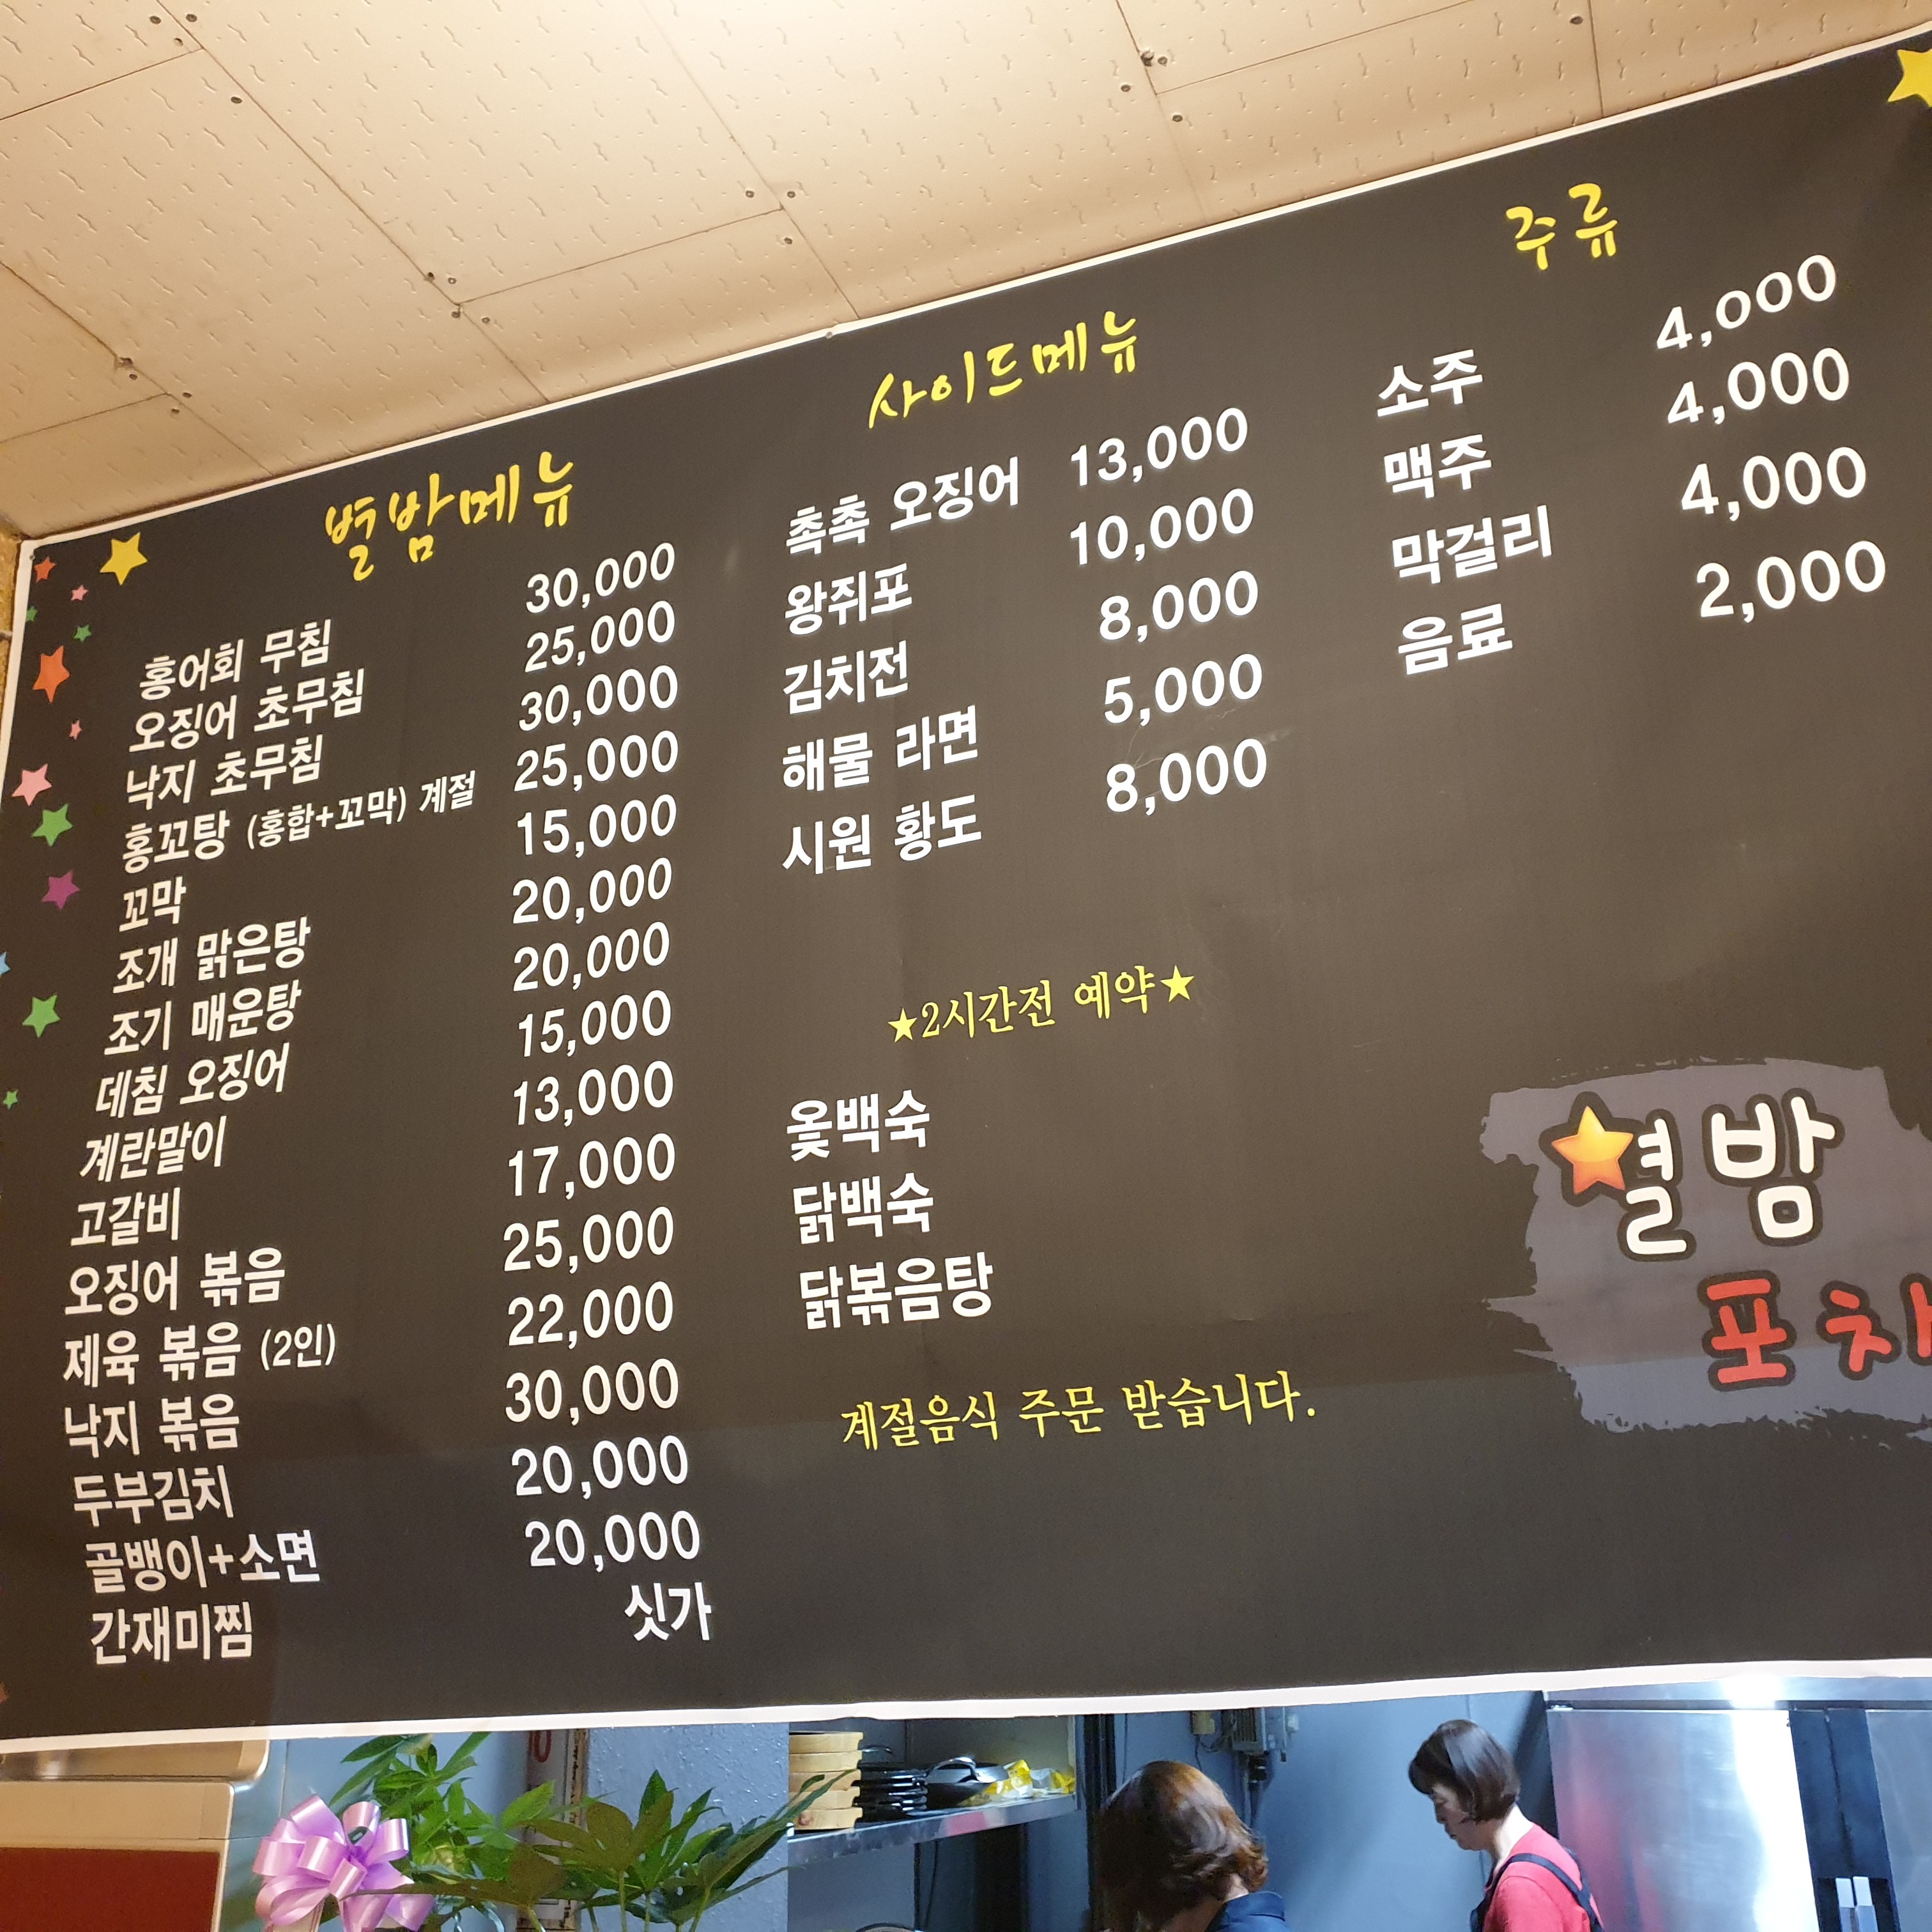 별밤메뉴
홍어회 무침 30,000
오징어 초무침 25,000
낙지 초무침 30,000
홍꼬탕 (홍합+꼬막) 계절 25,000
꼬막 15,000
조개 맑은탕 20,000
조기 매운탕 20,000
데침 오징어 15,000
계란말이 13,000
고갈비 17,000
오징어 볶음 25,000
제육 볶음 (2인) 22,000
낙지 볶음 30,000
두부김치 20,000
골뱅이+소면 20,000
간재미찜 싯가
사이드메뉴
촉촉 오징어 13,000
왕쥐포 10,000
김치전 8,000
해물 라면 5,000
시원 황도 8,000
★2시간전 예약★
옻백숙
닭백숙
닭볶음탕
계절음식 주문 받습니다.
주류
소주 4,000
맥주 4,000
막걸리 4,000
음료 2,000
별밤
포차